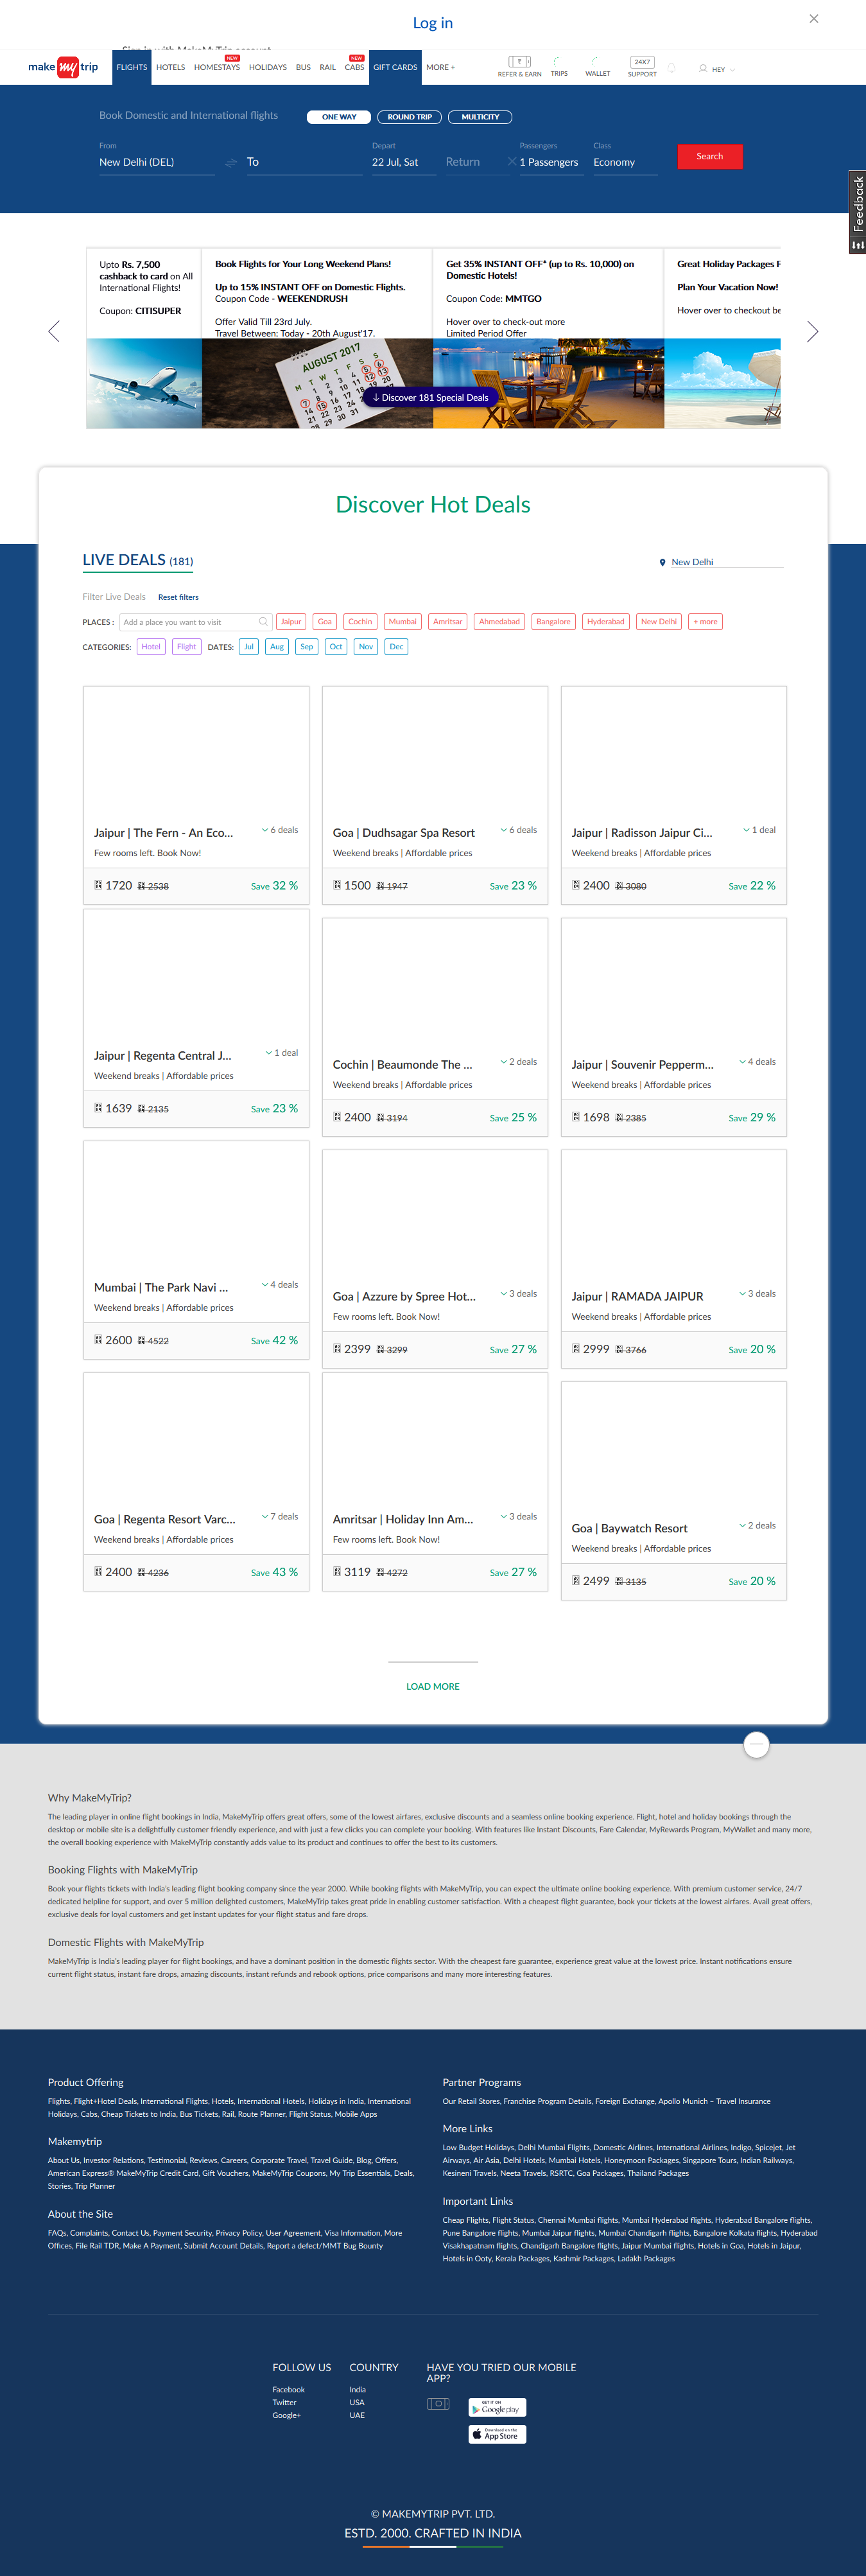 Log in
make my trip
FLIGHTS
HOTELS
NEW
HOMESTAYS
HOLIDAYS
BUS
RAIL
NEW
CABS
GIFT CARDS
MORE +
REFER & EARN
TRIPS
WALLET
24X7
SUPPORT
HEY
Book Domestic and International flights
ONE WAY
ROUND TRIP
MULTICITY
From
New Delhi (DEL)
To
Depart
22 Jul, Sat
Return
Passengers
1 Passengers
Class
Economy
Search
Feedback
Upto Rs. 7,500
cashback to card on All
International Flights!
Coupon: CITISUPER
Book Flights for Your Long Weekend Plans!
Up to 15% INSTANT OFF on Domestic Flights.
Coupon Code - WEEKENDRUSH
Offer Valid Till 23rd July.
Travel Between: Today - 20th August'17.
Get 35% INSTANT OFF* (up to Rs. 10,000) on
Domestic Hotels!
Coupon Code: MMTGO
Hover over to check-out more
Limited Period Offer
Great Holiday Packages F
Plan Your Vacation Now!
Hover over to checkout be
AUGUST 2017
↓ Discover 181 Special Deals
Discover Hot Deals
LIVE DEALS (181)
New Delhi
Filter Live Deals
Reset filters
PLACES :
Add a place you want to visit
Jaipur
Goa
Cochin
Mumbai
Amritsar
Ahmedabad
Bangalore
Hyderabad
New Delhi
+ more
CATEGORIES:
Hotel
Flight
DATES:
Jul
Aug
Sep
Oct
Nov
Dec
Jaipur | The Fern - An Eco...
6 deals
Few rooms left. Book Now!
1720 2538
Save 32 %
Goa | Dudhsagar Spa Resort
6 deals
Weekend breaks | Affordable prices
1500 1947
Save 23 %
Jaipur | Radisson Jaipur Ci...
1 deal
Weekend breaks | Affordable prices
2400 3080
Save 22 %
Jaipur | Regenta Central J...
1 deal
Weekend breaks | Affordable prices
1639 2135
Save 23 %
Cochin | Beaumonde The ...
2 deals
Weekend breaks | Affordable prices
2400 3194
Save 25 %
Jaipur | Souvenir Pepperm...
4 deals
Weekend breaks | Affordable prices
1698 2385
Save 29 %
Mumbai | The Park Navi ...
4 deals
Weekend breaks | Affordable prices
2600 4522
Save 42 %
Goa | Azzure by Spree Hot...
3 deals
Few rooms left. Book Now!
2399 3299
Save 27 %
Jaipur | RAMADA JAIPUR
3 deals
Weekend breaks | Affordable prices
2999 3766
Save 20 %
Goa | Regenta Resort Varc...
7 deals
Weekend breaks | Affordable prices
2400 4236
Save 43 %
Amritsar | Holiday Inn Am...
3 deals
Few rooms left. Book Now!
3119 4272
Save 27 %
Goa | Baywatch Resort
2 deals
Weekend breaks | Affordable prices
2499 3135
Save 20 %
LOAD MORE
Why MakeMyTrip?
The leading player in online flight bookings in India, MakeMyTrip offers great offers, some of the lowest airfares, exclusive discounts and a seamless online booking experience. Flight, hotel and holiday bookings through the
desktop or mobile site is a delightfully customer friendly experience, and with just a few clicks you can complete your booking. With features like Instant Discounts, Fare Calendar, MyRewards Program, MyWallet and many more,
the overall booking experience with MakeMyTrip constantly adds value to its product and continues to offer the best to its customers.
Booking Flights with MakeMyTrip
Book your flights tickets with India's leading flight booking company since the year 2000. While booking flights with MakeMyTrip, you can expect the ultimate online booking experience. With premium customer service, 24/7
dedicated helpline for support, and over 5 million delighted customers, MakeMyTrip takes great pride in enabling customer satisfaction. With a cheapest flight guarantee, book your tickets at the lowest airfares. Avail great offers,
exclusive deals for loyal customers and get instant updates for your flight status and fare drops.
Domestic Flights with MakeMyTrip
MakeMyTrip is India's leading player for flight bookings, and have a dominant position in the domestic flights sector. With the cheapest fare guarantee, experience great value at the lowest price. Instant notifications ensure
current flight status, instant fare drops, amazing discounts, instant refunds and rebook options, price comparisons and many more interesting features.
Product Offering
Flights, Flight+Hotel Deals, International Flights, Hotels, International Hotels, Holidays in India, International
Holidays, Cabs, Cheap Tickets to India, Bus Tickets, Rail, Route Planner, Flight Status, Mobile Apps
Makemytrip
About Us, Investor Relations, Testimonial, Reviews, Careers, Corporate Travel, Travel Guide, Blog, Offers,
American Express® MakeMyTrip Credit Card, Gift Vouchers, MakeMyTrip Coupons, My Trip Essentials, Deals,
Stories, Trip Planner
About the Site
FAQs, Complaints, Contact Us, Payment Security, Privacy Policy, User Agreement, Visa Information, More
Offices, File Rail TDR, Make A Payment, Submit Account Details, Report a defect/MMT Bug Bounty
Partner Programs
Our Retail Stores, Franchise Program Details, Foreign Exchange, Apollo Munich – Travel Insurance
More Links
Low Budget Holidays, Delhi Mumbai Flights, Domestic Airlines, International Airlines, Indigo, Spicejet, Jet
Airways, Air Asia, Delhi Hotels, Mumbai Hotels, Honeymoon Packages, Singapore Tours, Indian Railways,
Kesineni Travels, Neeta Travels, RSRTC, Goa Packages, Thailand Packages
Important Links
Cheap Flights, Flight Status, Chennai Mumbai flights, Mumbai Hyderabad flights, Hyderabad Bangalore flights,
Pune Bangalore flights, Mumbai Jaipur flights, Mumbai Chandigarh flights, Bangalore Kolkata flights, Hyderabad
Visakhapatnam flights, Chandigarh Bangalore flights, Jaipur Mumbai flights, Hotels in Goa, Hotels in Jaipur,
Hotels in Ooty, Kerala Packages, Kashmir Packages, Ladakh Packages
FOLLOW US
Facebook
Twitter
Google+
COUNTRY
India
USA
UAE
HAVE YOU TRIED OUR MOBILE
APP?
GET IT ON
Google play
Download on the
App Store
© MAKEMYTRIP PVT. LTD.
ESTD. 2000. CRAFTED IN INDIA